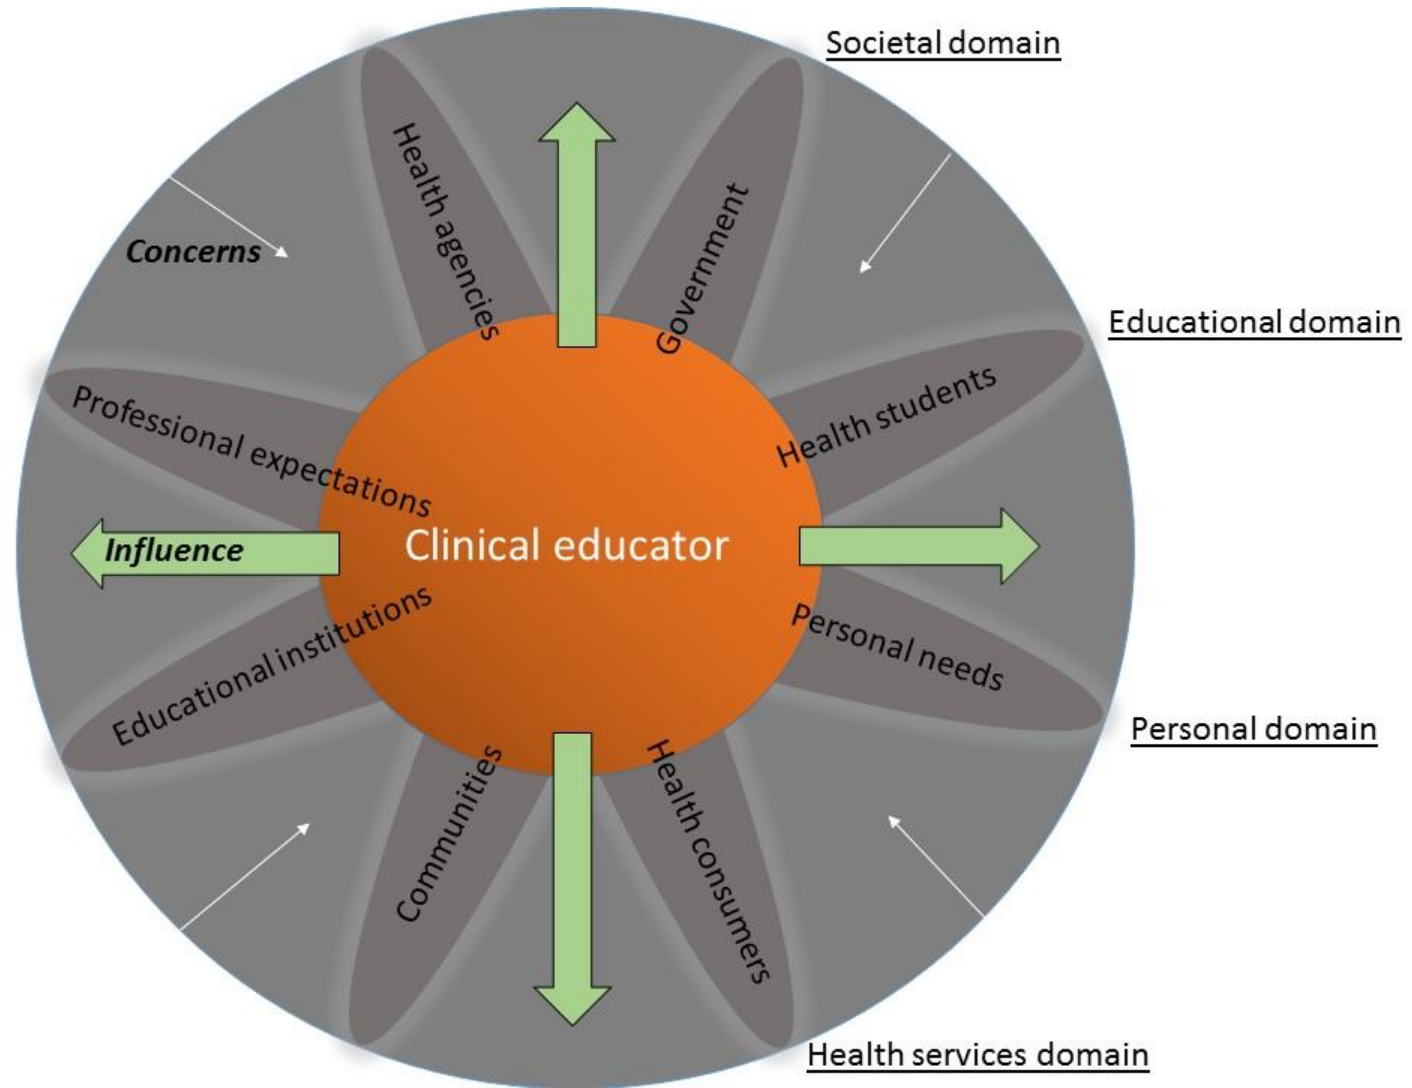 Societal domain
Health agencies
Government
Concerns
Educational domain
Professional expectations
Health students
Influence
Clinical educator
Educational institutions
Personal needs
Personal domain
Communities
Health consumers
Health services domain